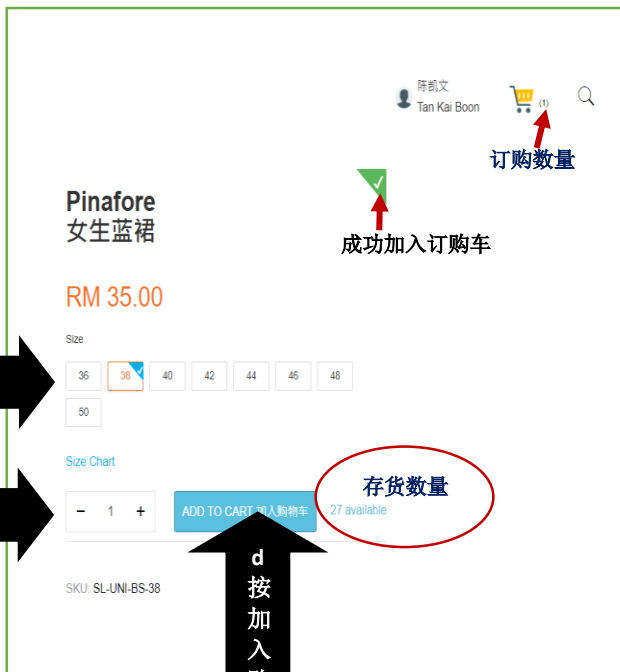 陈凯文
Tan Kai Boon
(1)
订购数量
Pinafore
女生蓝裙
成功加入订购车
RM 35.00
Size
36 38 40 42 44 46 48
50
Size Chart
存货数量
- 1 + ADD TO CART 加入购物车 27 available
d
按
加
入
SKU: SL-UNI-BS-38